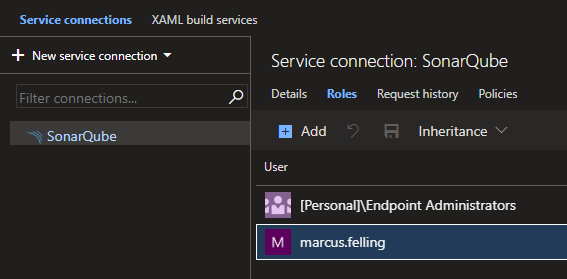 Service connections XAML build services
+ New service connection
Filter connections...
SonarQube
Service connection: SonarQube
Details Roles Request history Policies
+ Add Inheritance
User
[Personal]\Endpoint Administrators
M marcus.felling